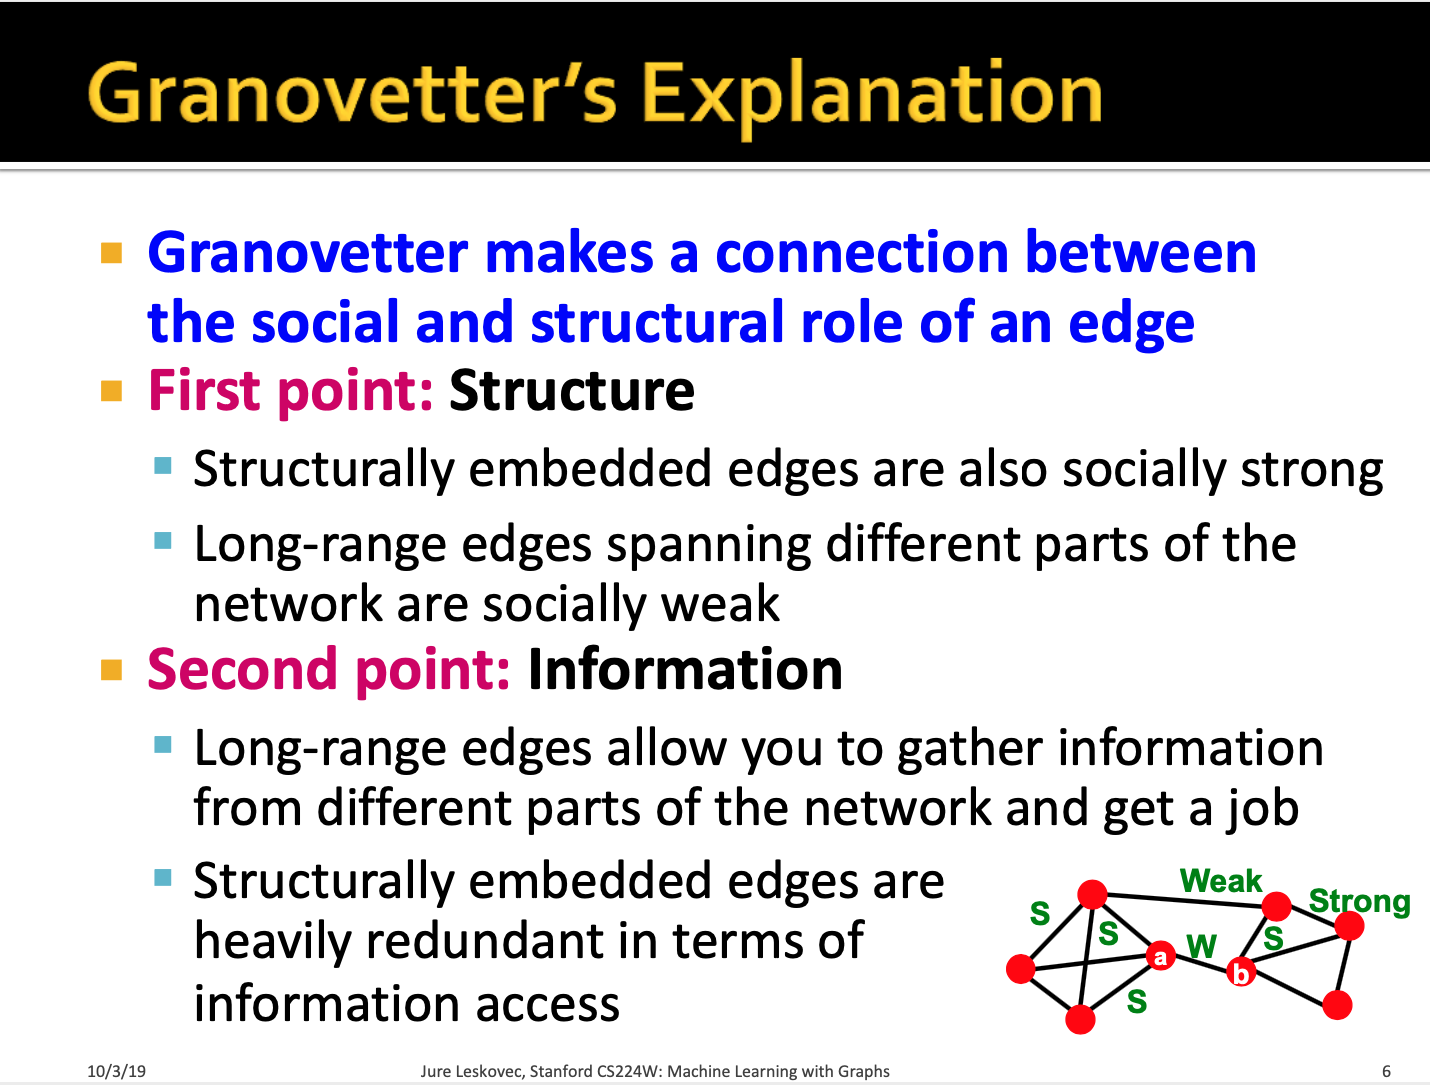 Granovetter's Explanation
Granovetter makes a connection between
the social and structural role of an edge
First point: Structure
Structurally embedded edges are also socially strong
Long-range edges spanning different parts of the
network are socially weak
Second point: Information
Long-range edges allow you to gather information
from different parts of the network and get a job
Structurally embedded edges are
heavily redundant in terms of
information access
Weak
Strong
S
S
S
W
a
b
S
10/3/19
Jure Leskovec, Stanford CS224W: Machine Learning with Graphs
6